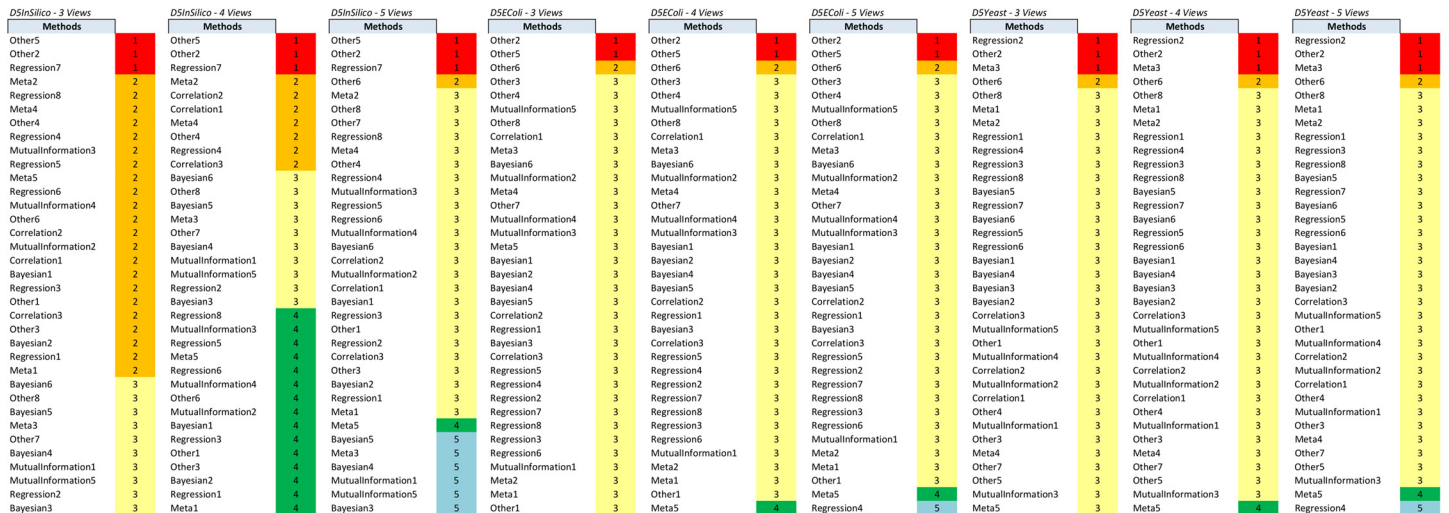 D5InSilico - 3 Views D5InSilico - 4 Views D5InSilico - 5 Views D5EColi - 3 Views D5EColi - 4 Views D5EColi - 5 Views D5Yeast - 3 Views D5Yeast - 4 Views D5Yeast - 5 Views
Methods Methods Methods Methods Methods Methods Methods Methods Methods
Other5 1 Other5 1 Other5 1 Other2 1 Other2 1 Other2 1 Regression2 1 Regression2 1 Regression2 1
Other2 1 Other2 1 Other2 1 Other5 1 Other5 1 Other5 1 Other2 1 Other2 1 Other2 1
Regression7 1 Regression7 1 Regression7 1 Other6 2 Other6 2 Other6 2 Meta3 1 Meta3 1 Meta3 1
Meta2 2 Meta2 2 Other6 2 Other3 3 Other3 3 Other3 3 Other6 2 Other6 2 Other6 2
Regression8 2 Correlation2 2 Meta2 3 Other4 3 Other4 3 Other4 3 Other8 3 Other8 3 Other8 3
Meta4 2 Correlation1 2 Other8 3 MutualInformation5 3 MutualInformation5 3 MutualInformation5 3 Meta1 3 Meta1 3 Meta1 3
Other4 2 Meta4 2 Other7 3 Other8 3 Other8 3 Other8 3 Meta2 3 Meta2 3 Meta2 3
Regression4 2 Other4 2 Regression8 3 Correlation1 3 Correlation1 3 Correlation1 3 Regression1 3 Regression1 3 Regression1 3
MutualInformation3 2 Regression4 2 Meta4 3 Meta3 3 Meta3 3 Meta3 3 Regression4 3 Regression4 3 Regression3 3
Regression5 2 Correlation3 2 Other4 3 Bayesian6 3 Bayesian6 3 Bayesian6 3 Regression3 3 Regression3 3 Regression8 3
Meta5 2 Bayesian6 3 Regression4 3 MutualInformation2 3 MutualInformation2 3 MutualInformation2 3 Regression8 3 Regression8 3 Bayesian5 3
Regression6 2 Other8 3 MutualInformation3 3 Meta4 3 Meta4 3 Meta4 3 Bayesian5 3 Bayesian5 3 Regression7 3
MutualInformation4 2 Bayesian5 3 Regression5 3 Other7 3 Other7 3 Other7 3 Regression7 3 Regression7 3 Bayesian6 3
Other6 2 Meta3 3 Regression6 3 MutualInformation4 3 MutualInformation4 3 MutualInformation4 3 Bayesian6 3 Bayesian6 3 Regression5 3
Correlation2 2 Other7 3 MutualInformation4 3 MutualInformation3 3 MutualInformation3 3 MutualInformation3 3 Regression5 3 Regression5 3 Regression6 3
MutualInformation2 2 Bayesian4 3 Bayesian6 3 Meta5 3 Bayesian1 3 Bayesian1 3 Regression6 3 Regression6 3 Bayesian1 3
Correlation1 2 MutualInformation1 3 Correlation2 3 Bayesian1 3 Bayesian2 3 Bayesian2 3 Bayesian1 3 Bayesian1 3 Bayesian4 3
Bayesian1 2 MutualInformation5 3 MutualInformation2 3 Bayesian2 3 Bayesian4 3 Bayesian4 3 Bayesian4 3 Bayesian4 3 Bayesian3 3
Regression3 2 Regression2 3 Correlation1 3 Bayesian4 3 Bayesian5 3 Bayesian5 3 Bayesian3 3 Bayesian3 3 Bayesian2 3
Other1 2 Bayesian3 3 Bayesian1 3 Bayesian5 3 Correlation2 3 Correlation2 3 Bayesian2 3 Bayesian2 3 Correlation3 3
Correlation3 2 Regression8 4 Regression3 3 Correlation2 3 Regression1 3 Regression1 3 Correlation3 3 Correlation3 3 MutualInformation5 3
Other3 2 MutualInformation3 4 Other1 3 Regression1 3 Bayesian3 3 Bayesian3 3 MutualInformation5 3 MutualInformation5 3 Other1 3
Bayesian2 2 Regression5 4 Regression2 3 Bayesian3 3 Correlation3 3 Correlation3 3 Other1 3 Other1 3 MutualInformation4 3
Regression1 2 Meta5 4 Correlation3 3 Correlation3 3 Regression5 3 Regression5 3 MutualInformation4 3 MutualInformation4 3 Correlation2 3
Meta1 2 Regression6 4 Other3 3 Regression5 3 Regression4 3 Regression2 3 Correlation2 3 Correlation2 3 MutualInformation2 3
Bayesian6 3 MutualInformation4 4 Bayesian2 3 Regression4 3 Regression2 3 Regression7 3 MutualInformation2 3 MutualInformation2 3 Correlation1 3
Other8 3 Other6 4 Regression1 3 Regression2 3 Regression7 3 Regression8 3 Correlation1 3 Correlation1 3 Other4 3
Bayesian5 3 MutualInformation2 4 Meta1 3 Regression7 3 Regression8 3 Regression3 3 Other4 3 Other4 3 MutualInformation1 3
Meta3 3 Bayesian1 4 Meta5 4 Regression8 3 Regression3 3 Regression6 3 MutualInformation1 3 MutualInformation1 3 Other3 3
Other7 3 Regression3 4 Bayesian5 5 Regression3 3 Regression6 3 MutualInformation1 3 Other3 3 Other3 3 Meta4 3
Bayesian4 3 Other1 4 Meta3 5 Regression6 3 MutualInformation1 3 Meta2 3 Meta4 3 Meta4 3 Other7 3
MutualInformation1 3 Other3 4 Bayesian4 5 MutualInformation1 3 Meta2 3 Meta1 3 Other7 3 Other7 3 Other5 3
MutualInformation5 3 Bayesian2 4 MutualInformation1 5 Meta2 3 Meta1 3 Other1 3 Other5 3 Other5 3 MutualInformation3 3
Regression2 3 Regression1 4 MutualInformation5 5 Meta1 3 Other1 3 Meta5 4 MutualInformation3 3 MutualInformation3 3 Meta5 4
Bayesian3 3 Meta1 4 Bayesian3 5 Other1 3 Meta5 4 Regression4 5 Meta5 3 Meta5 4 Regression4 5